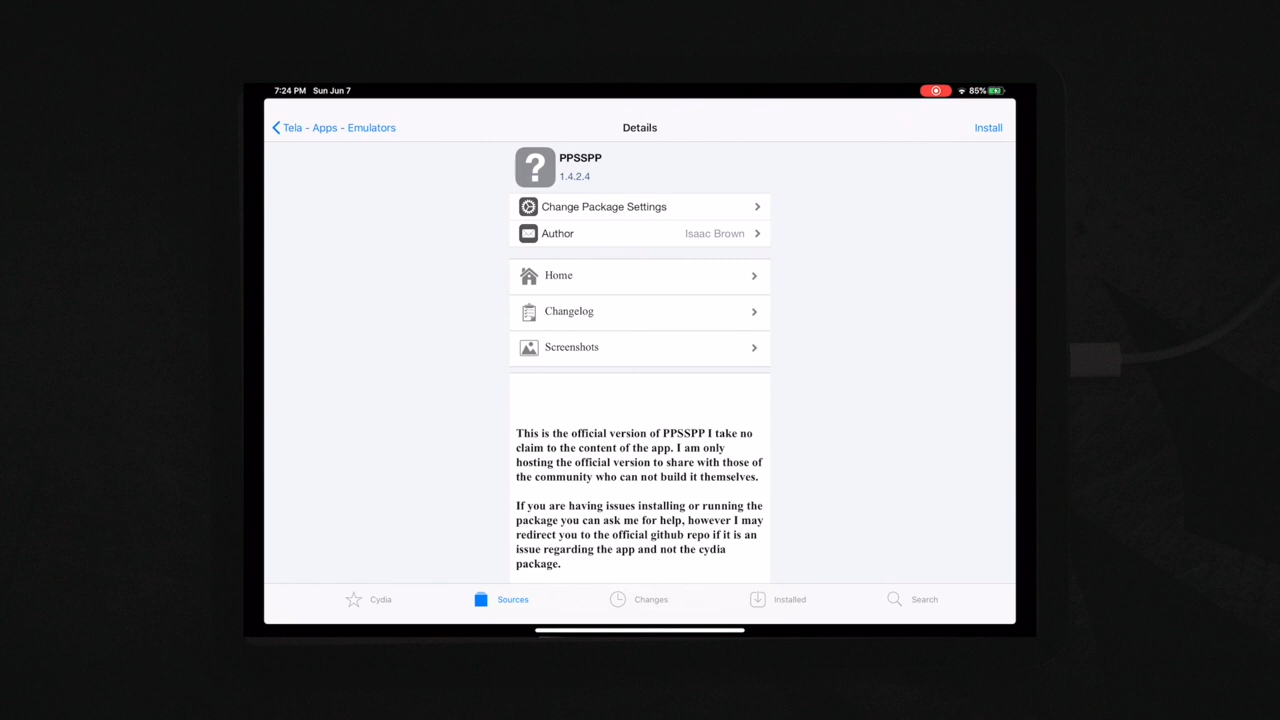 7:24 PM Sun Jun 7 85%
Tela - Apps - Emulators Details Install
PPSSPP
1.4.2.4
Change Package Settings
Author Isaac Brown
Home
Changelog
Screenshots
This is the official version of PPSSPP I take no
claim to the content of the app. I am only
hosting the official version to share with those of
the community who can not build it themselves.
If you are having issues installing or running the
package you can ask me for help, however I may
redirect you to the official github repo if it is an
issue regarding the app and not the cydia
package.
Cydia Sources Changes Installed Search